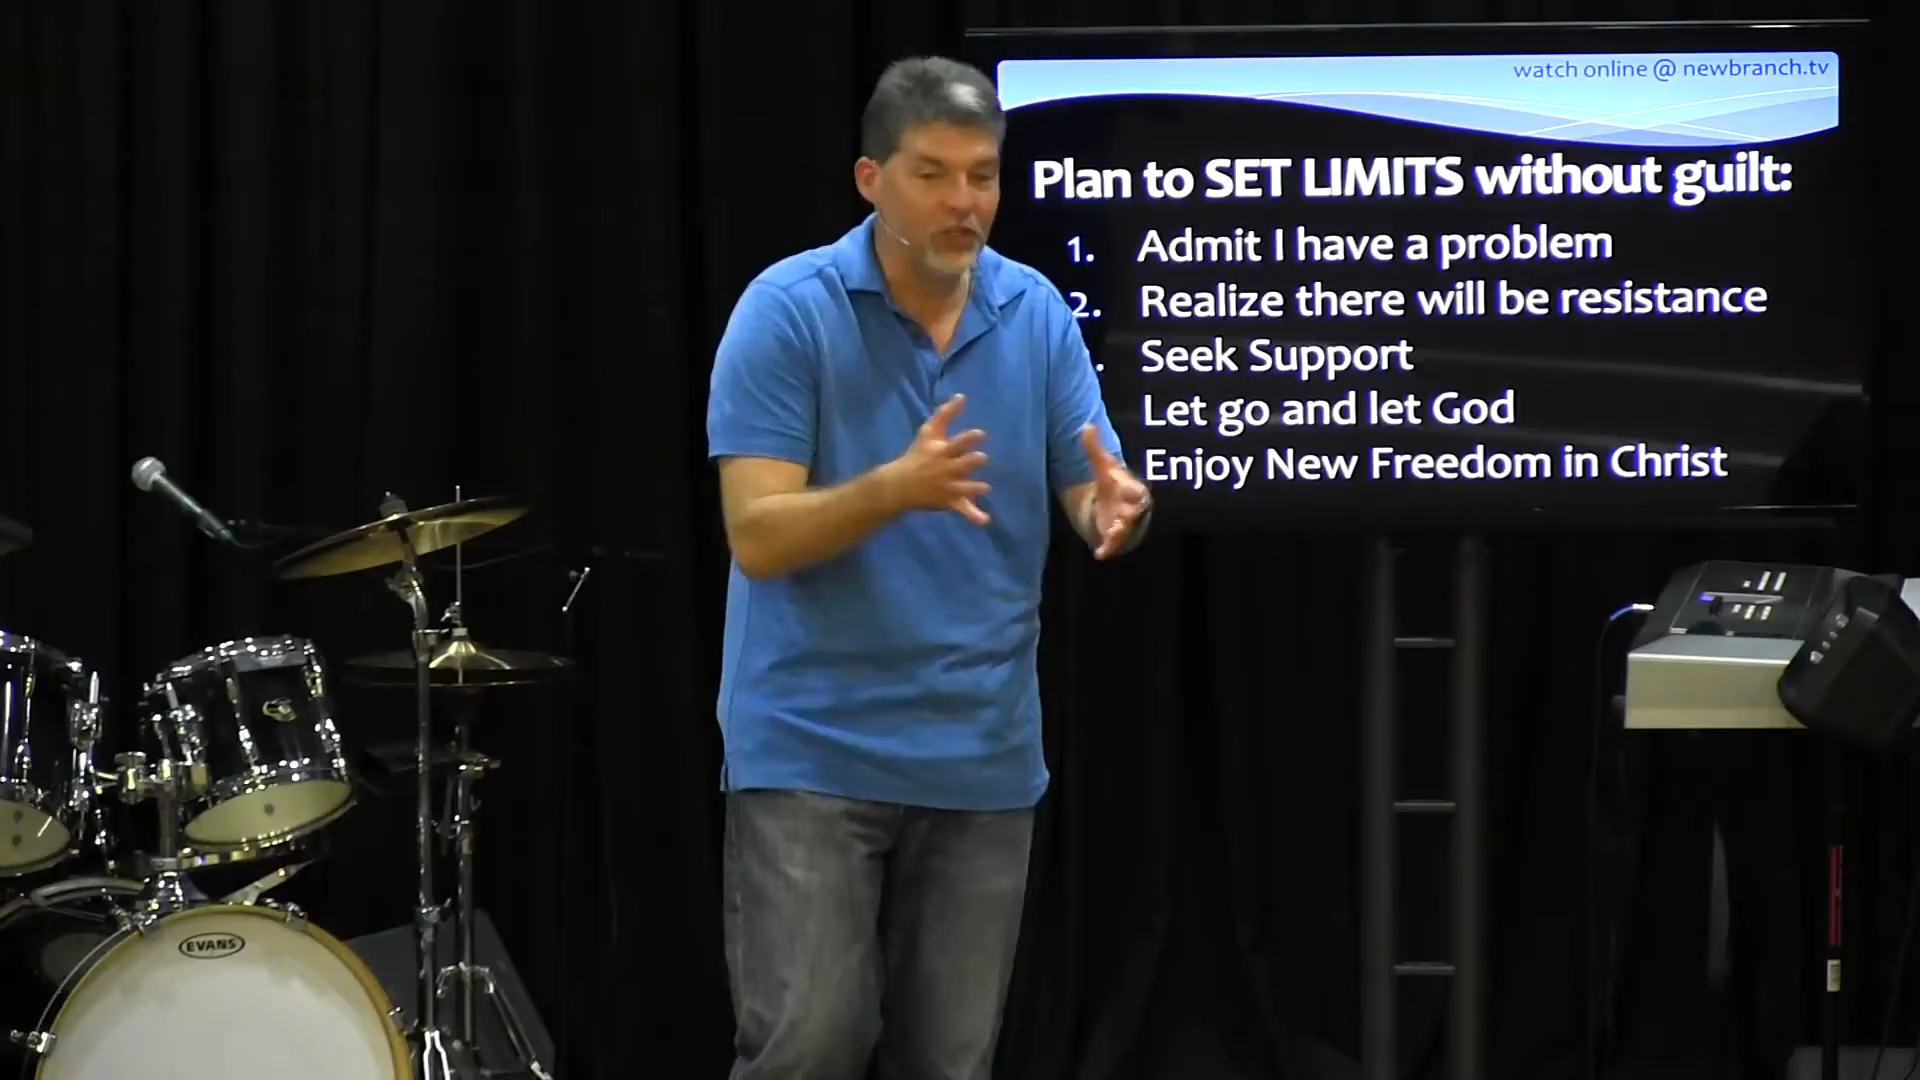 watch online @ newbranch.tv
Plan to SET LIMITS without guilt:
1. Admit I have a problem
2. Realize there will be resistance
. Seek Support
Let go and let God
Enjoy New Freedom in Christ
EVANS